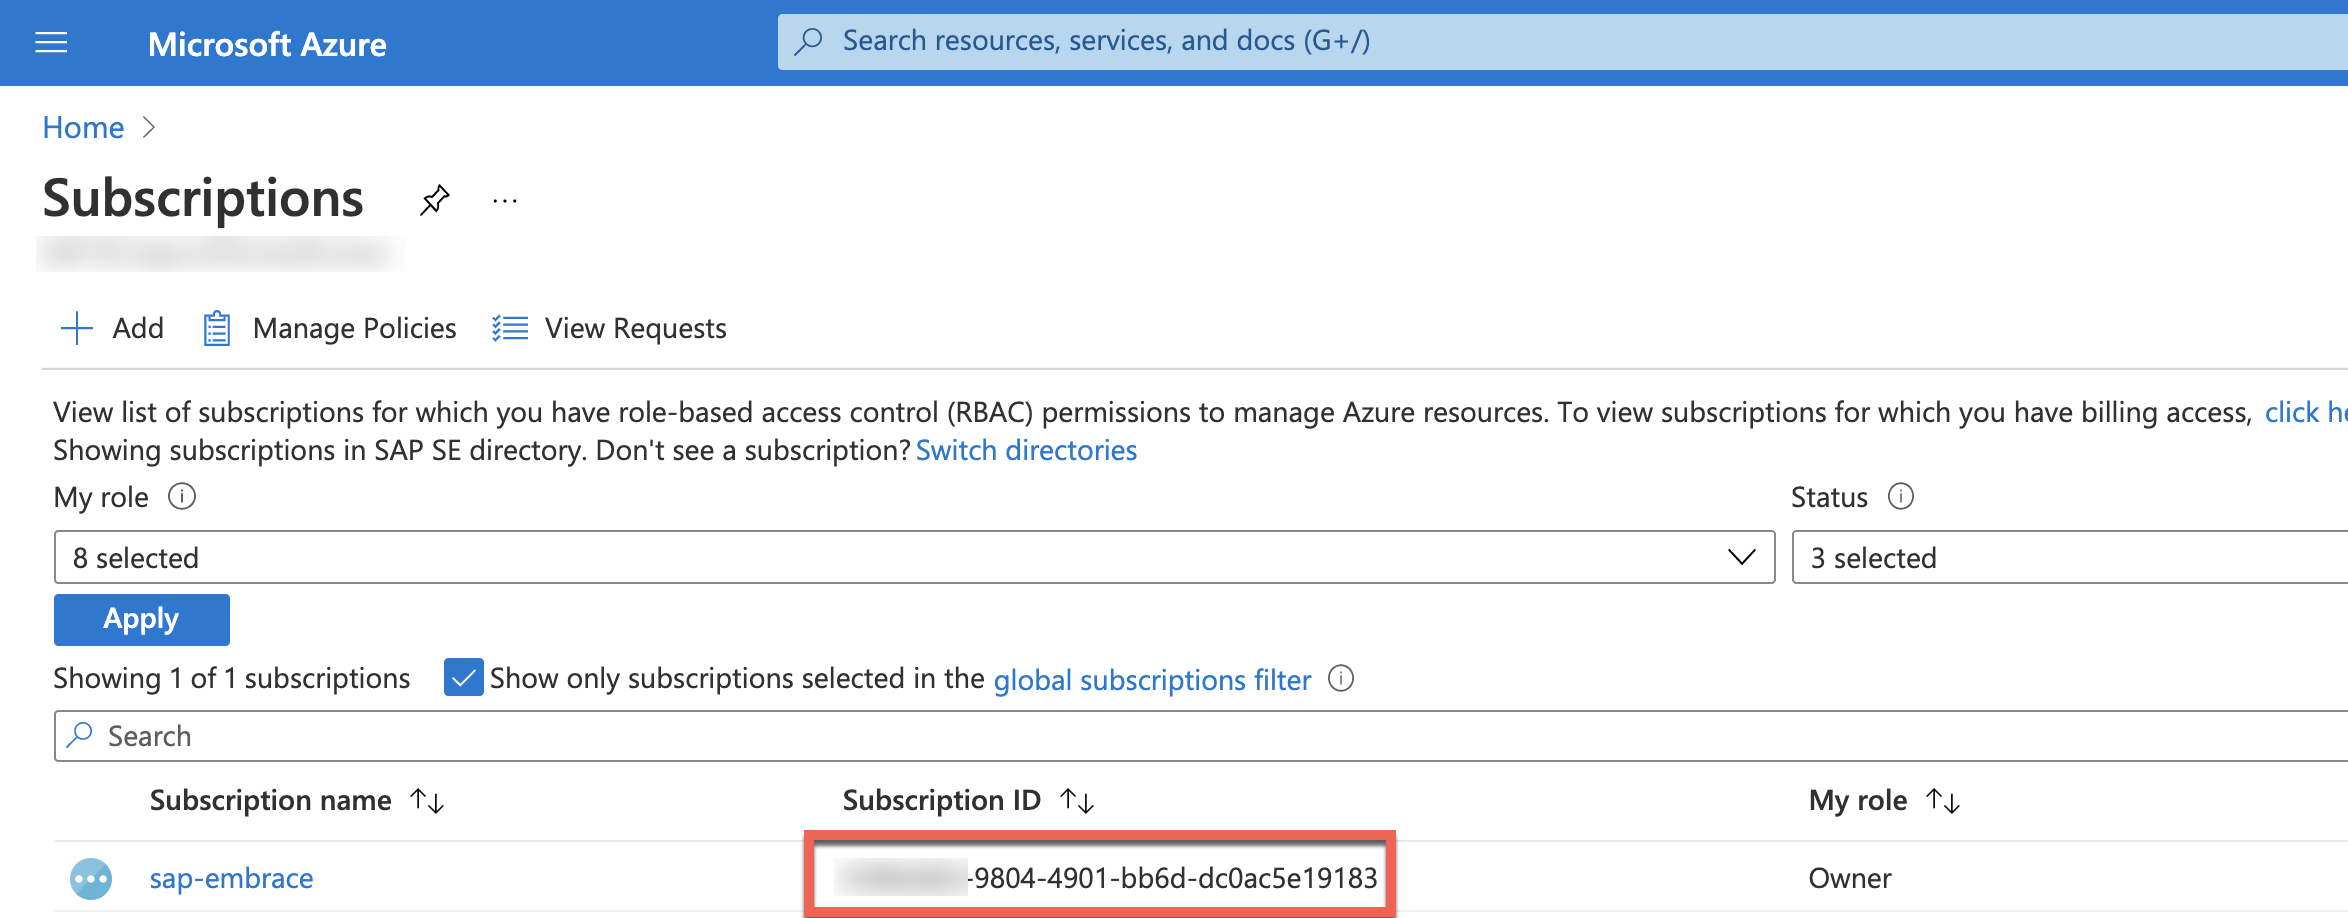 Microsoft Azure
Search resources, services, and docs (G+/)
Home
Subscriptions
Add
Manage Policies
View Requests
View list of subscriptions for which you have role-based access control (RBAC) permissions to manage Azure resources. To view subscriptions for which you have billing access, click he
Showing subscriptions in SAP SE directory. Don't see a subscription? Switch directories
My role
Status
8 selected
3 selected
Apply
Showing 1 of 1 subscriptions
Show only subscriptions selected in the global subscriptions filter
Search
Subscription name
Subscription ID
My role
sap-embrace
-9804-4901-bb6d-dc0ac5e19183
Owner